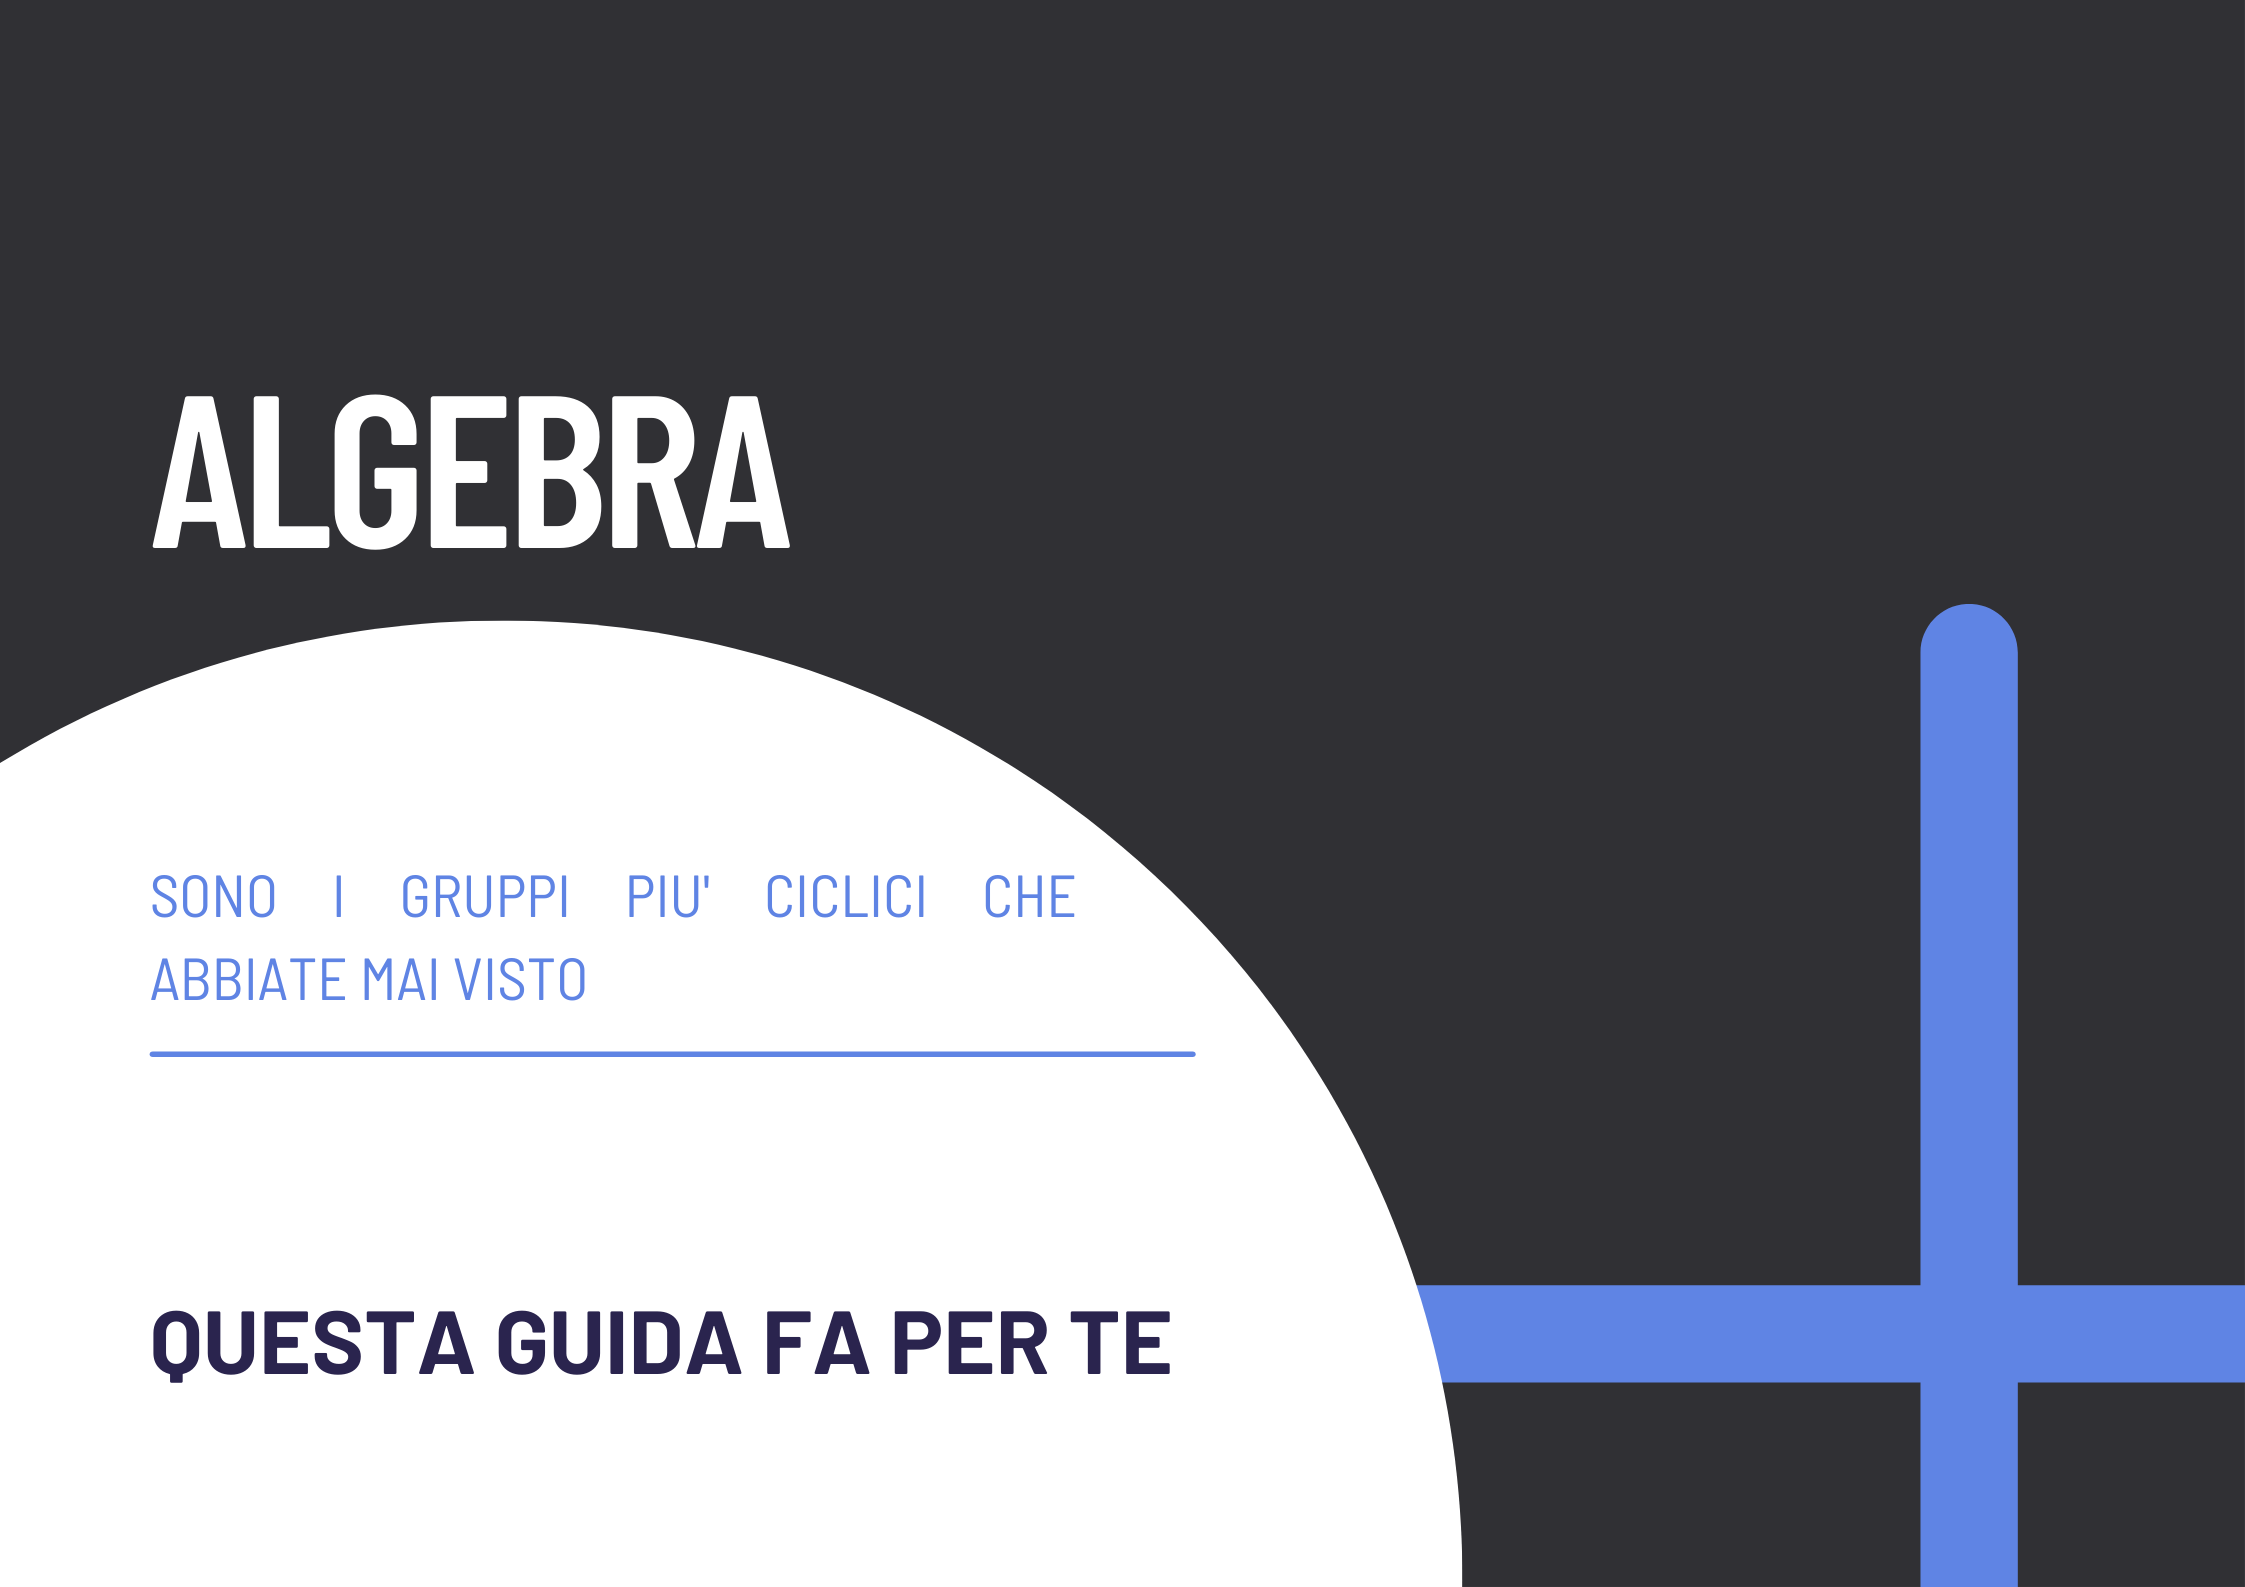 ALGEBRA
SONO I GRUPPI PIU' CICLICI CHE
ABBIATE MAI VISTO
QUESTA GUIDA FA PER TE